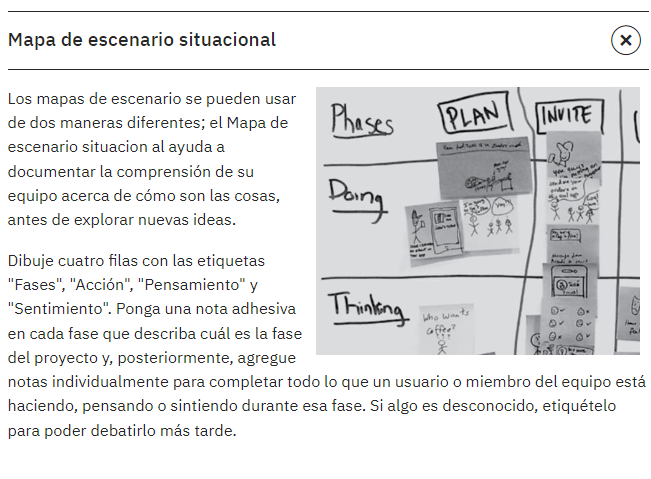 Mapa de escenario situacional
Los mapas de escenario se pueden usar
de dos maneras diferentes; el Mapa de
escenario situacion al ayuda a
documentar la comprensión de su
equipo acerca de cómo son las cosas,
antes de explorar nuevas ideas.
Dibuje cuatro filas con las etiquetas
"Fases", "Acción", "Pensamiento" y
"Sentimiento". Ponga una nota adhesiva
en cada fase que describa cuál es la fase
del proyecto y, posteriormente, agregue
notas individualmente para completar todo lo que un usuario o miembro del equipo está
haciendo, pensando o sintiendo durante esa fase. Si algo es desconocido, etiquételo
para poder debatirlo más tarde.
Phases
PLAN
INVITE
Doing
Thinking
Who Wants
Coffee?